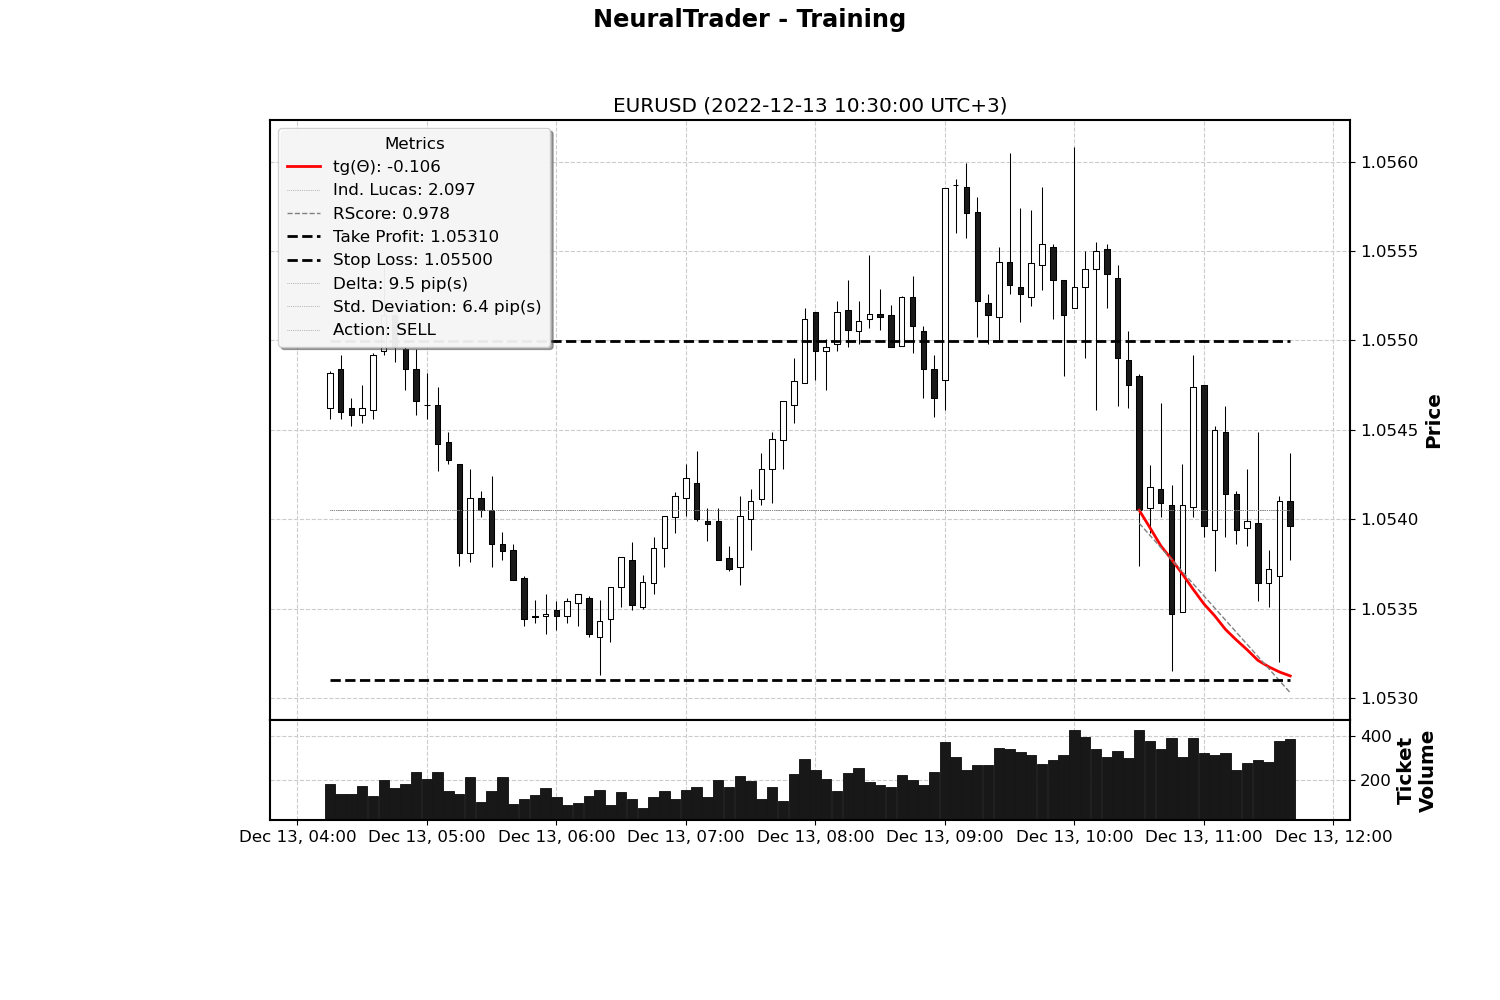 NeuralTrader - Training
EURUSD (2022-12-13 10:30:00 UTC+3)
Metrics
tg(Θ): -0.106
Ind. Lucas: 2.097
RScore: 0.978
Take Profit: 1.05310
Stop Loss: 1.05500
Delta: 9.5 pip(s)
Std. Deviation: 6.4 pip(s)
Action: SELL
1.0560
1.0555
1.0550
1.0545
1.0540
1.0535
1.0530
Price
400
200
Ticket
Volume
Dec 13, 04:00 Dec 13, 05:00 Dec 13, 06:00 Dec 13, 07:00 Dec 13, 08:00 Dec 13, 09:00 Dec 13, 10:00 Dec 13, 11:00 Dec 13, 12:00